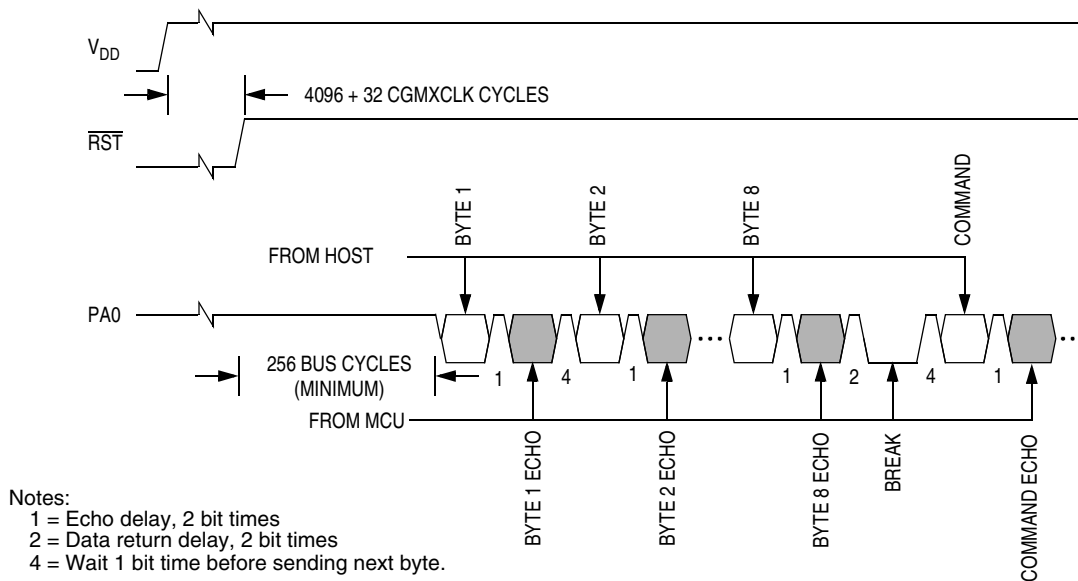 VDD
4096 + 32 CGMXCLK CYCLES
RST
BYTE 1
BYTE 2
BYTE 8
COMMAND
FROM HOST
PA0
256 BUS CYCLES
(MINIMUM)
1
4
1
1
2
4
1
FROM MCU
BYTE 1 ECHO
BYTE 2 ECHO
BYTE 8 ECHO
BREAK
COMMAND ECHO
Notes:
1 = Echo delay, 2 bit times
2 = Data return delay, 2 bit times
4 = Wait 1 bit time before sending next byte.